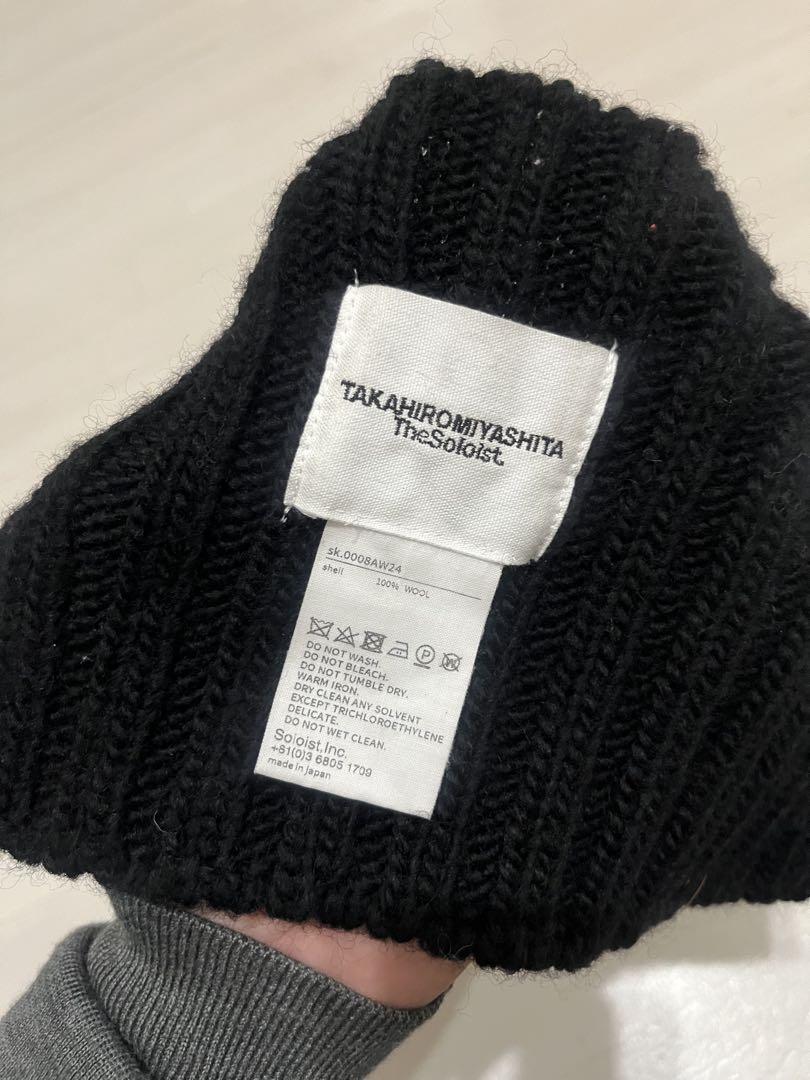 TAKAHIROMIYASHITA
TheSoloist.
sk.0008AW24
shell 100% WOOL
P W
DO NOT WASH.
DO NOT BLEACH.
DO NOT TUMBLE DRY.
WARM IRON.
DRY CLEAN ANY SOLVENT
EXCEPT TRICHLOROETHYLENE
DELICATE.
DO NOT WET CLEAN.
Soloist.Inc.
+81(0)3 6805 1709
made in japan